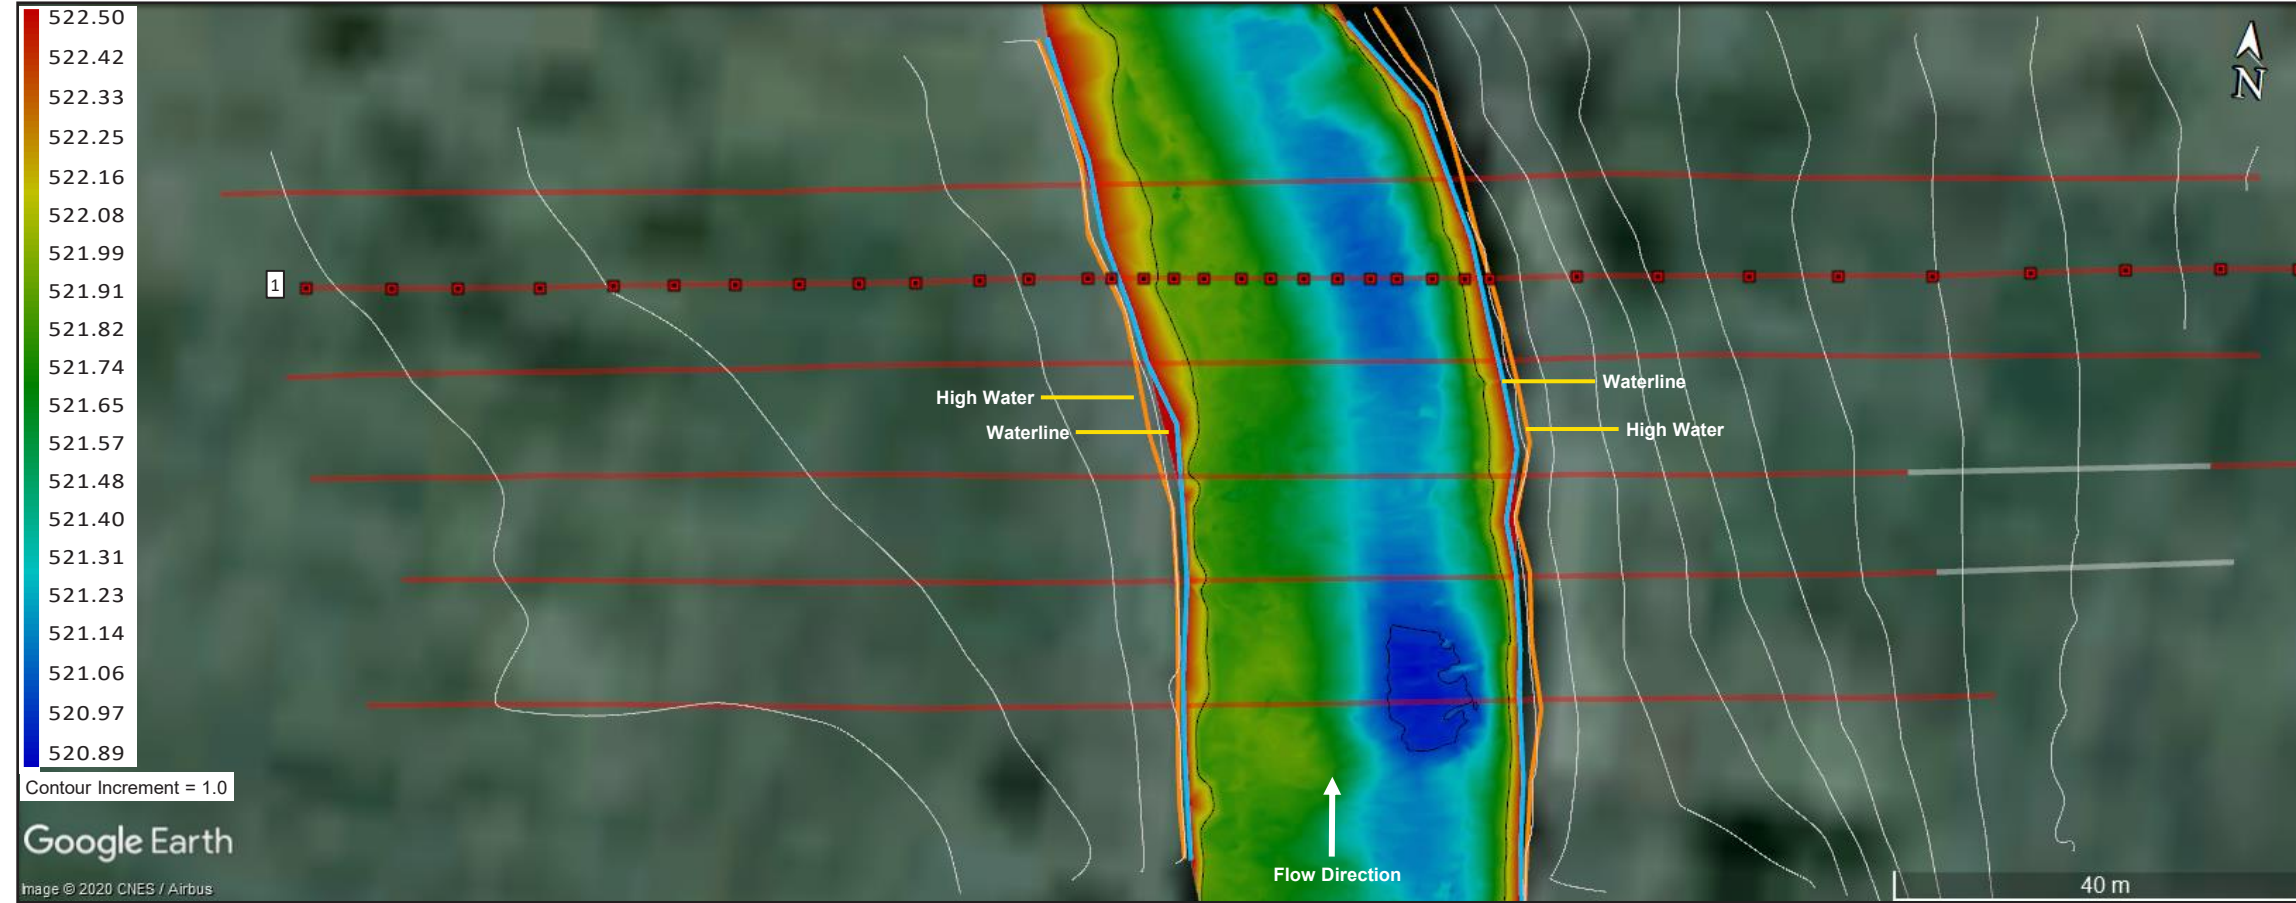 522.50
522.42
522.33
522.25
522.16
522.08
521.99
521.91
521.82
521.74
521.65
521.57
521.48
521.40
521.31
521.23
521.14
521.06
520.97
520.89
Contour Increment = 1.0
Google Earth
Image © 2020 CNES / Airbus
N
1
High Water
Waterline
Waterline
High Water
Flow Direction
40 m